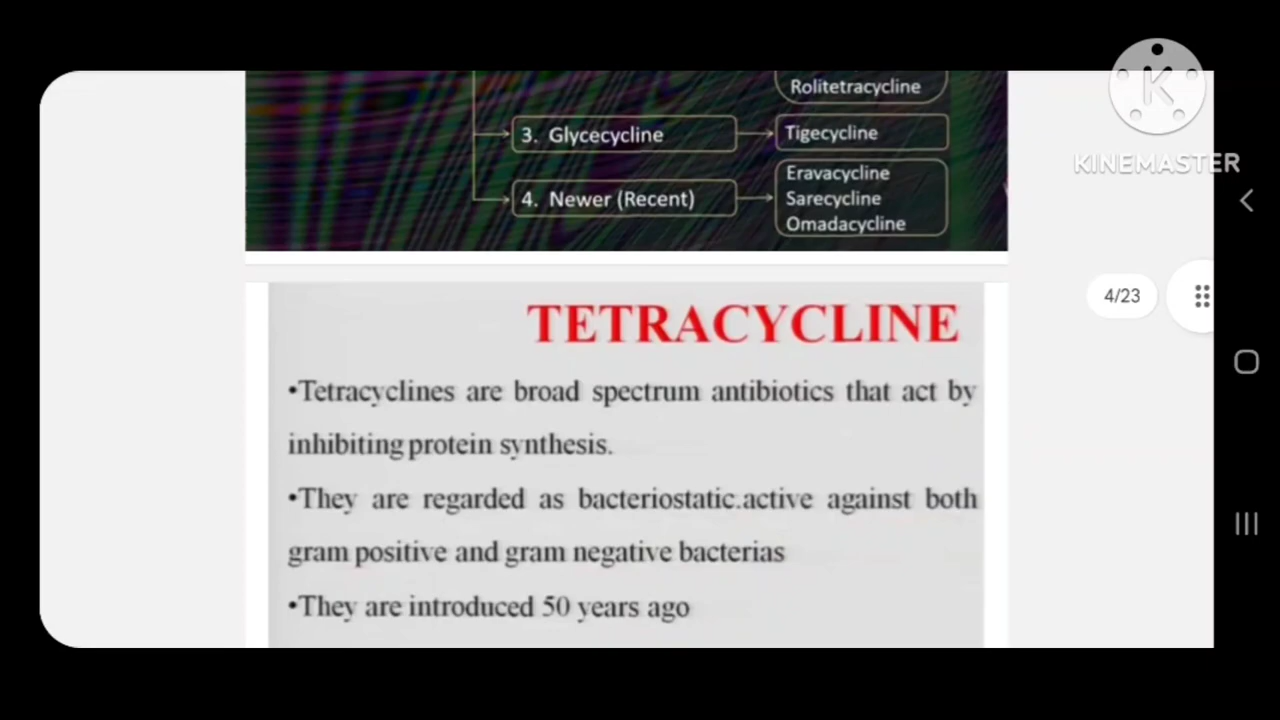 Rolitetracycline
3. Glycecycline
Tigecycline
Eravacycline
4. Newer (Recent)
Sarecycline
Omadacycline
KINEMASTER
4/23
TETRACYCLINE
•Tetracyclines are broad spectrum antibiotics that act by
inhibiting protein synthesis.
•They are regarded as bacteriostatic.active against both
gram positive and gram negative bacterias
•They are introduced 50 years ago